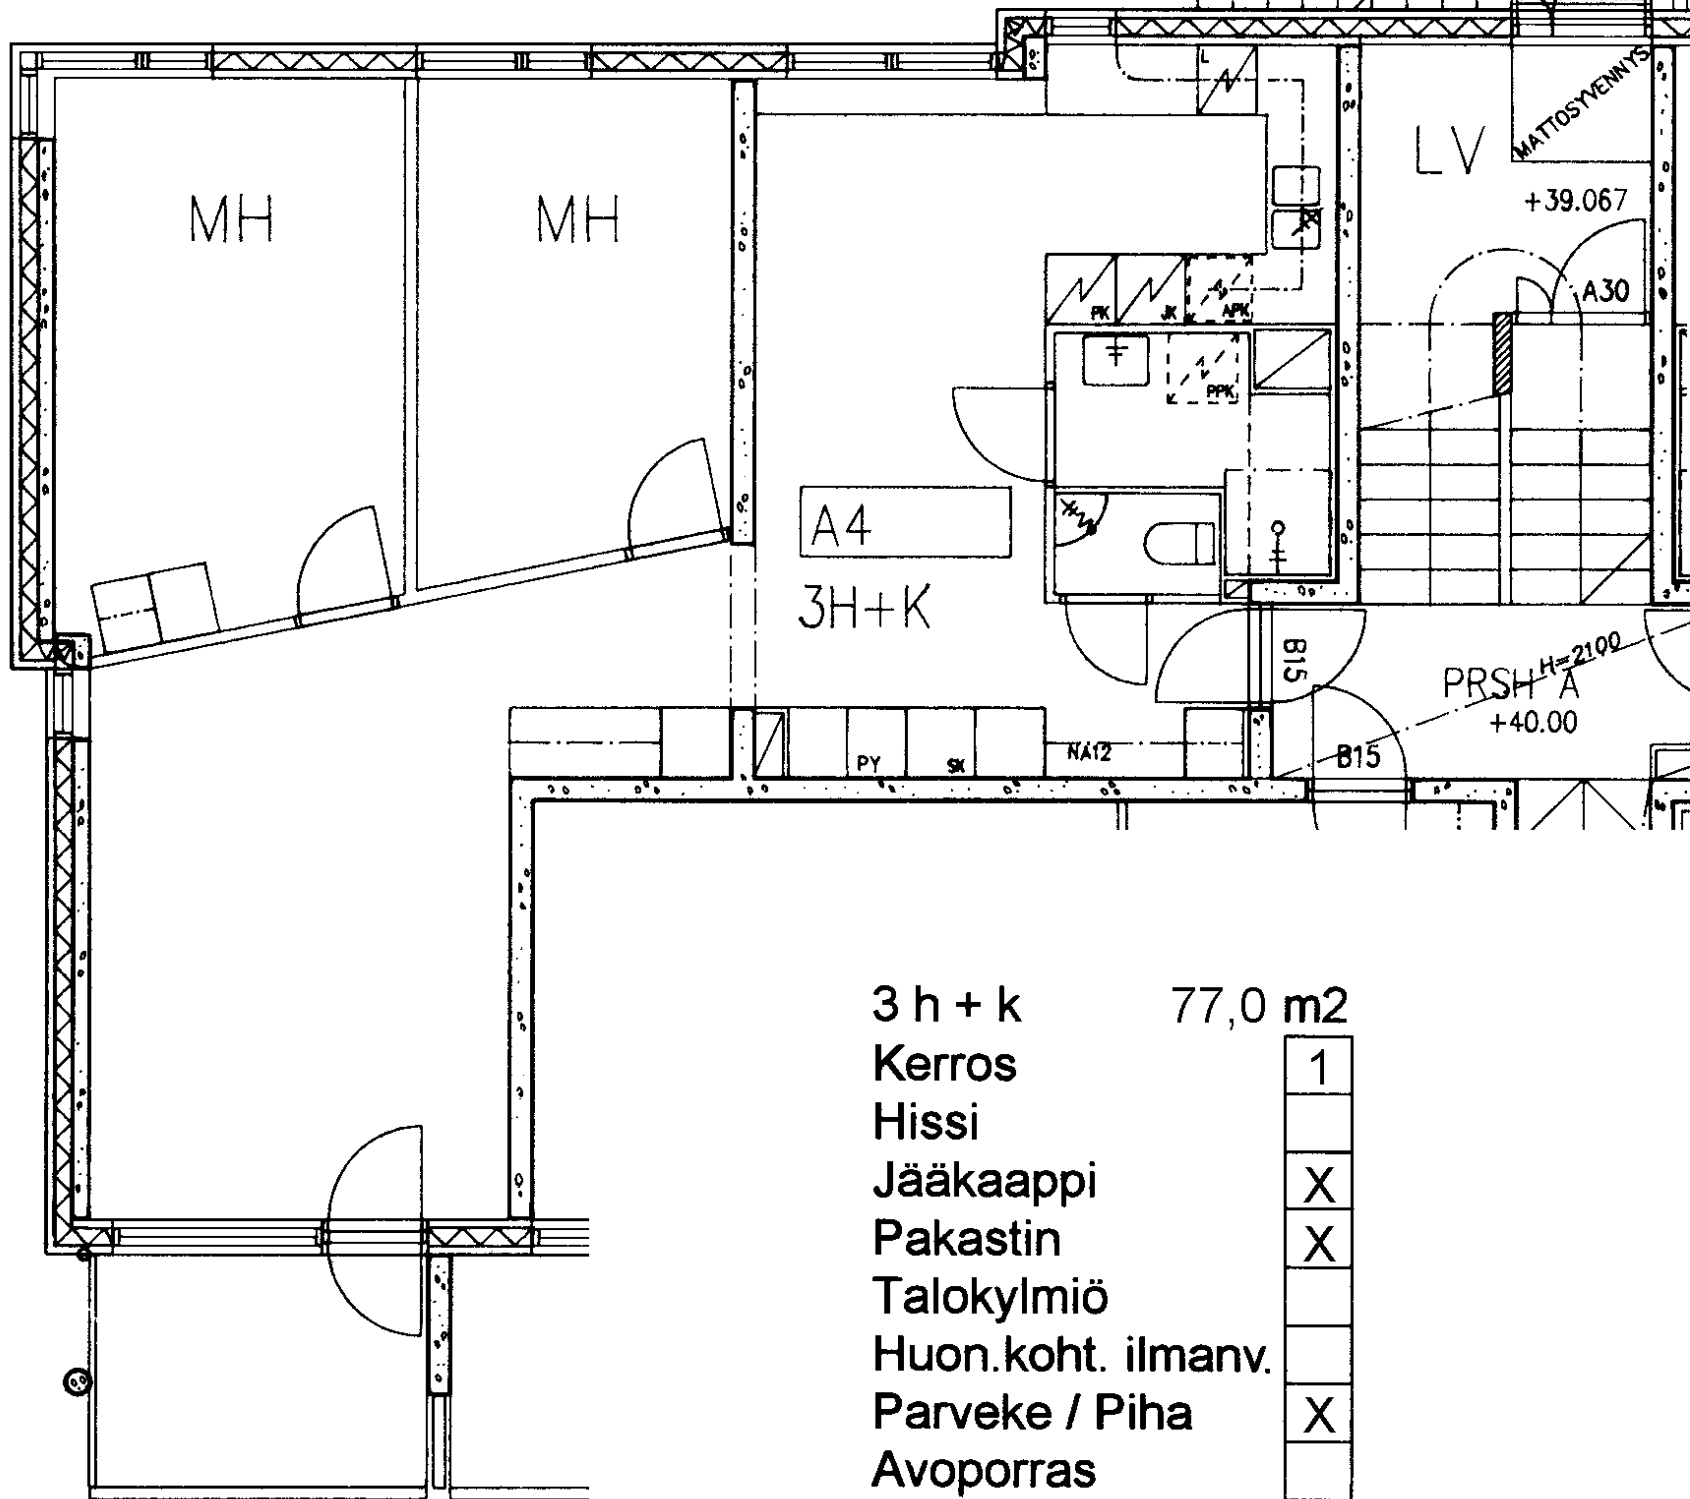 L
MATTOSYVENNYS
LV
MH
MH
+39.067
A30
PK
JK
APK
PPK
A4
3H+K
B15
H=2100
PRSH A
+40.00
PY
SK
NA12
B15
3 h + k 77,0 m2
Kerros 1
Hissi
Jääkaappi X
Pakastin X
Talokylmiö
Huon.koht. ilmanv.
Parveke / Piha X
Avoporras